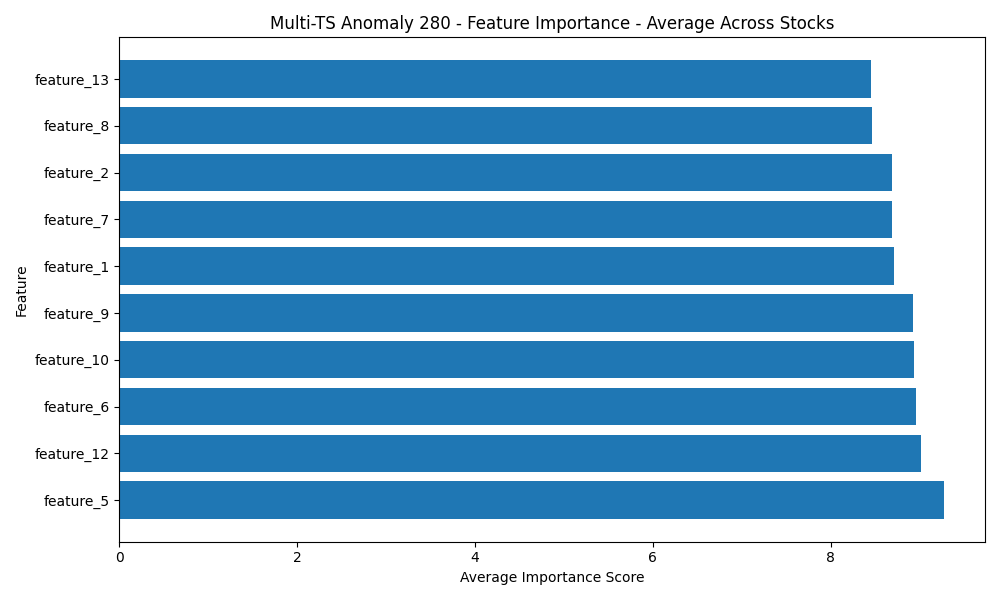 Multi-TS Anomaly 280 - Feature Importance - Average Across Stocks
feature_13
feature_8
feature_2
feature_7
feature_1
feature_9
feature_10
feature_6
feature_12
feature_5
Feature
0 2 4 6 8
Average Importance Score